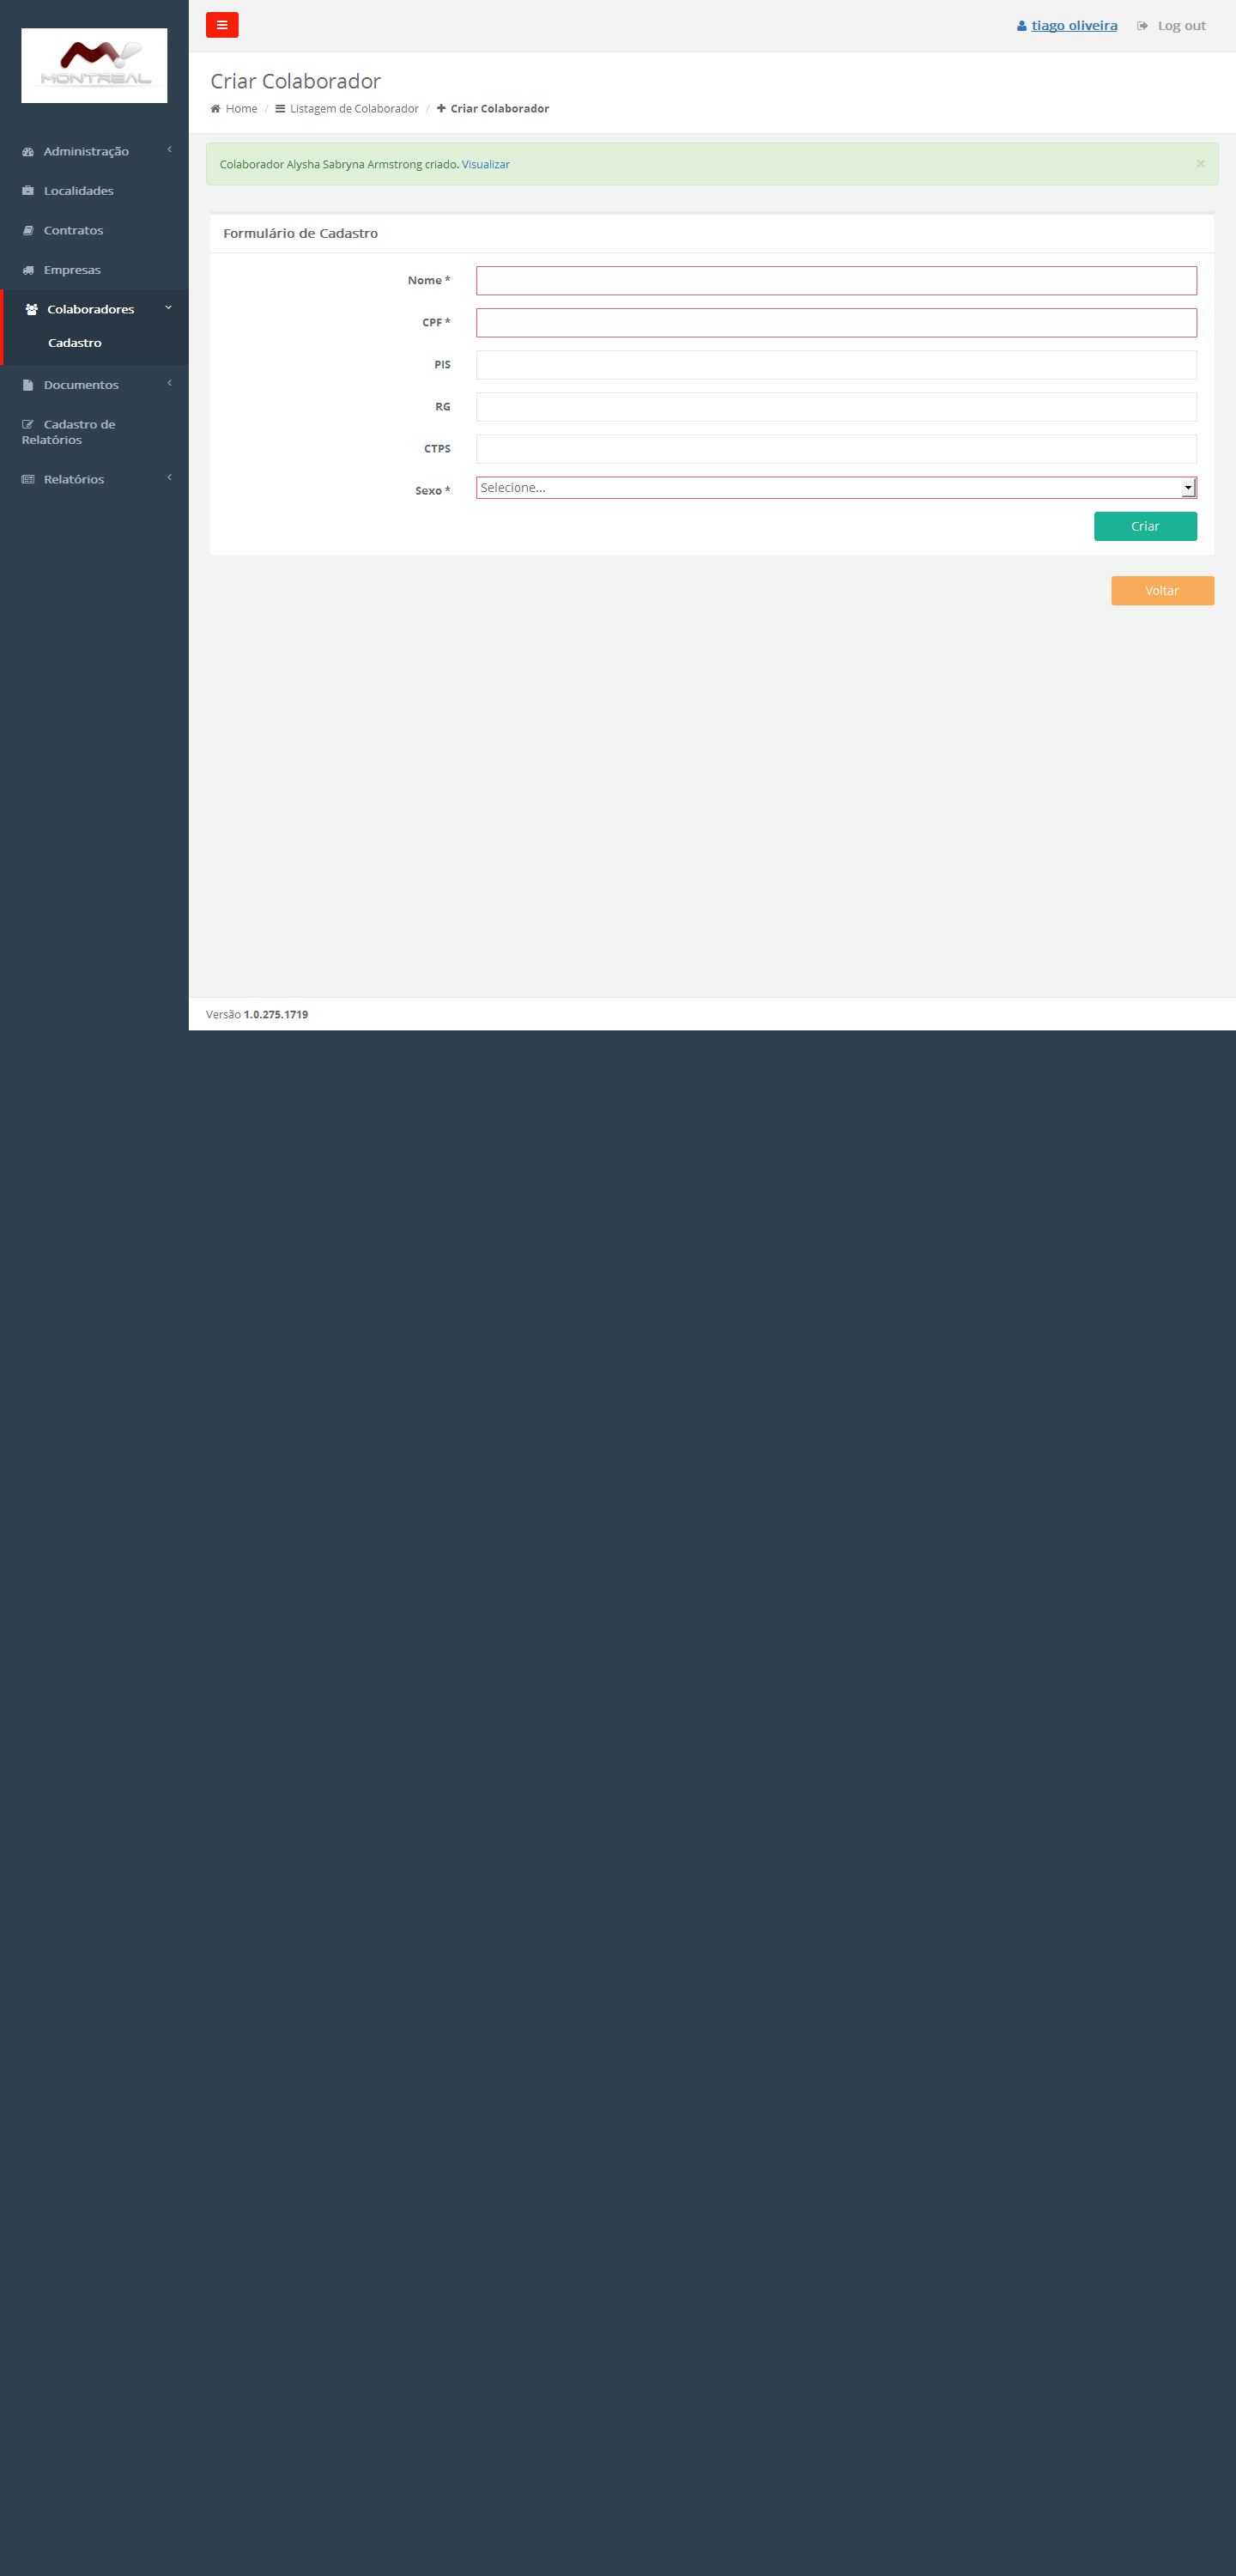 MONTREAL
tiago oliveira Log out
Criar Colaborador
Home / Listagem de Colaborador / Criar Colaborador
Administração
Localidades
Contratos
Empresas
Colaboradores
Cadastro
Documentos
Cadastro de
Relatórios
Relatórios
Colaborador Alysha Sabryna Armstrong criado. Visualizar ×
Formulário de Cadastro
Nome *
CPF *
PIS
RG
CTPS
Sexo * Selecione...
Criar
Voltar
Versão 1.0.275.1719